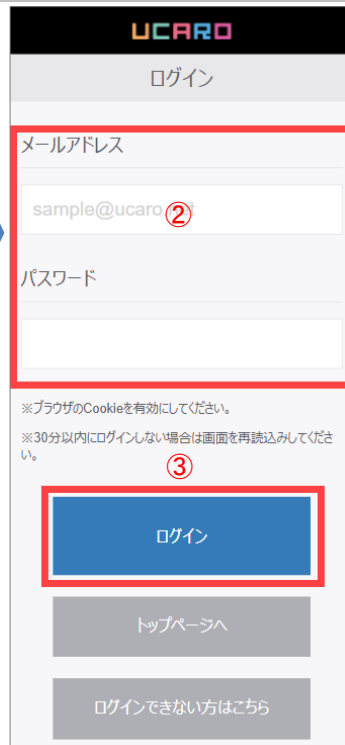 UCARO
ログイン
メールアドレス
sample@ucaro.net
②
パスワード
※ブラウザのCookieを有効にしてください。
※30分以内にログインしない場合は画面を再読込みしてくださ
い。
③
ログイン
トップページへ
ログインできない方はこちら